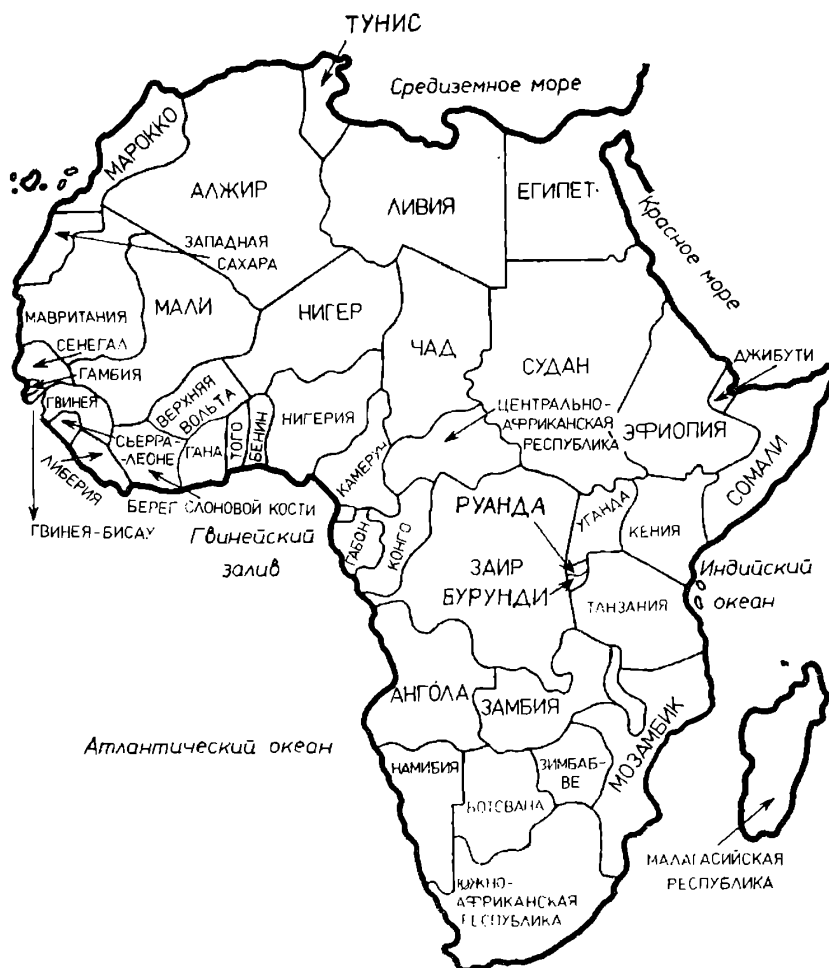 ТУНИС
Средиземное море
МАРОККО
АЛЖИР
ЛИВИЯ
ЕГИПЕТ
Красное море
ЗАПАДНАЯ
САХАРА
МАВРИТАНИЯ
МАЛИ
НИГЕР
ЧАД
СУДАН
ДЖИБУТИ
СЕНЕГАЛ
ГАМБИЯ
ГВИНЕЯ
ВЕРХНЯЯ
ВОЛЬТА
НИГЕРИЯ
ЦЕНТРАЛЬНО-
АФРИКАНСКАЯ
РЕСПУБЛИКА
ЭФИОПИЯ
СЬЕРРА-
-ЛЕОНЕ
ГАНА
ТОГО
БЕНИН
КАМЕРУН
СОМАЛИ
ЛИБЕРИЯ
БЕРЕГ СЛОНОВОЙ КОСТИ
ГВИНЕЯ-БИСАУ
Гвинейский
залив
ГАБОН
КОНГО
РУАНДА
УГАНДА
КЕНИЯ
ЗАИР
БУРУНДИ
ТАНЗАНИЯ
Индийский
океан
АНГОЛА
ЗАМБИЯ
МОЗАМБИК
Атлантический океан
НАМИБИЯ
ЗИМБАБ-
ВЕ
БОТСВАНА
МАЛАГАСИЙСКАЯ
РЕСПУБЛИКА
ЮЖНО-
АФРИКАНСКАЯ
РЕСПУБЛИКА